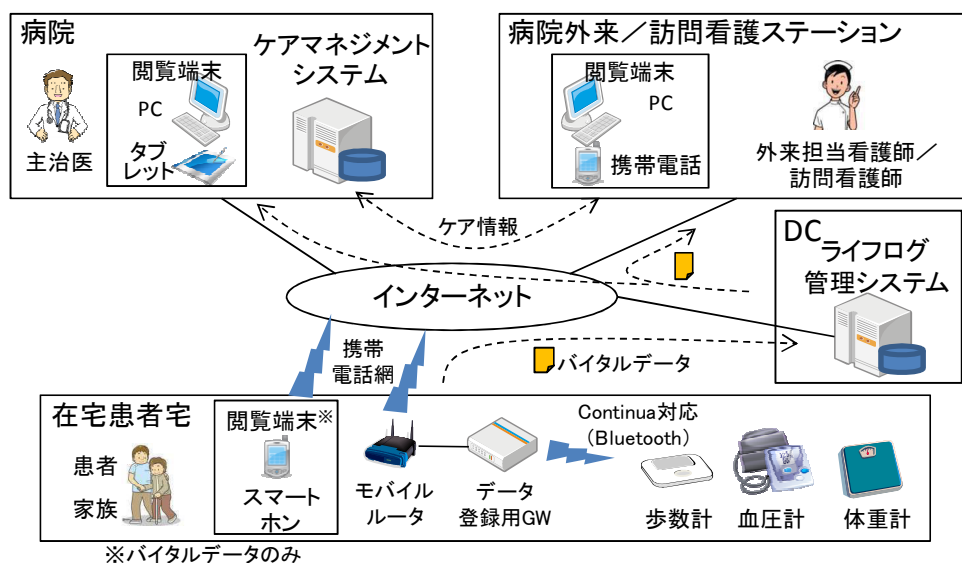 病院
閲覧端末
PC
タブ
レット
主治医
ケアマネジメント
システム
病院外来／訪問看護ステーション
閲覧端末
PC
携帯電話
外来担当看護師／
訪問看護師
ケア情報
DC
ライフログ
管理システム
インターネット
携帯
電話網
バイタルデータ
在宅患者宅
患者
家族
閲覧端末※
スマート
ホン
モバイル
ルータ
データ
登録用GW
Continua対応
（Bluetooth）
歩数計
血圧計
体重計
※バイタルデータのみ